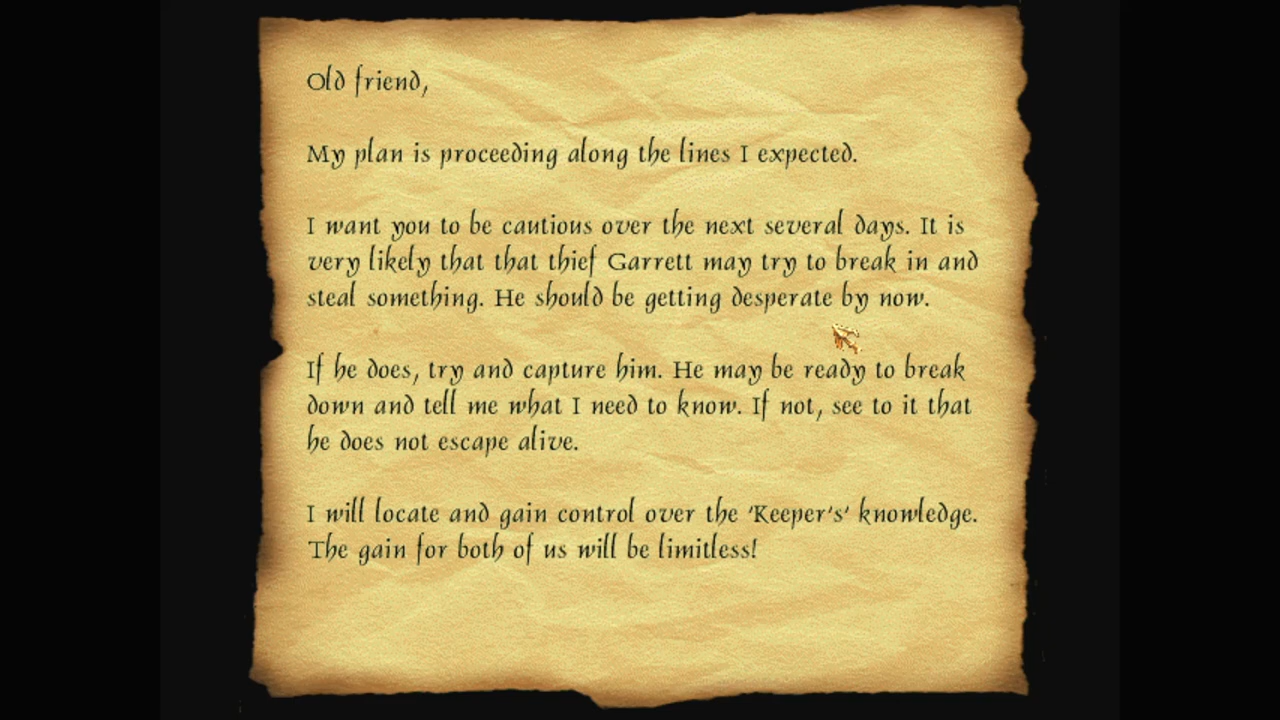 Old friend,
My plan is proceeding along the lines I expected.
I want you to be cautious over the next several days. It is
very likely that that thief Garrett may try to break in and
steal something. He should be getting desperate by now.
If he does, try and capture him. He may be ready to break
down and tell me what I need to know. If not, see to it that
he does not escape alive.
I will locate and gain control over the 'Keeper's' knowledge.
The gain for both of us will be limitless!